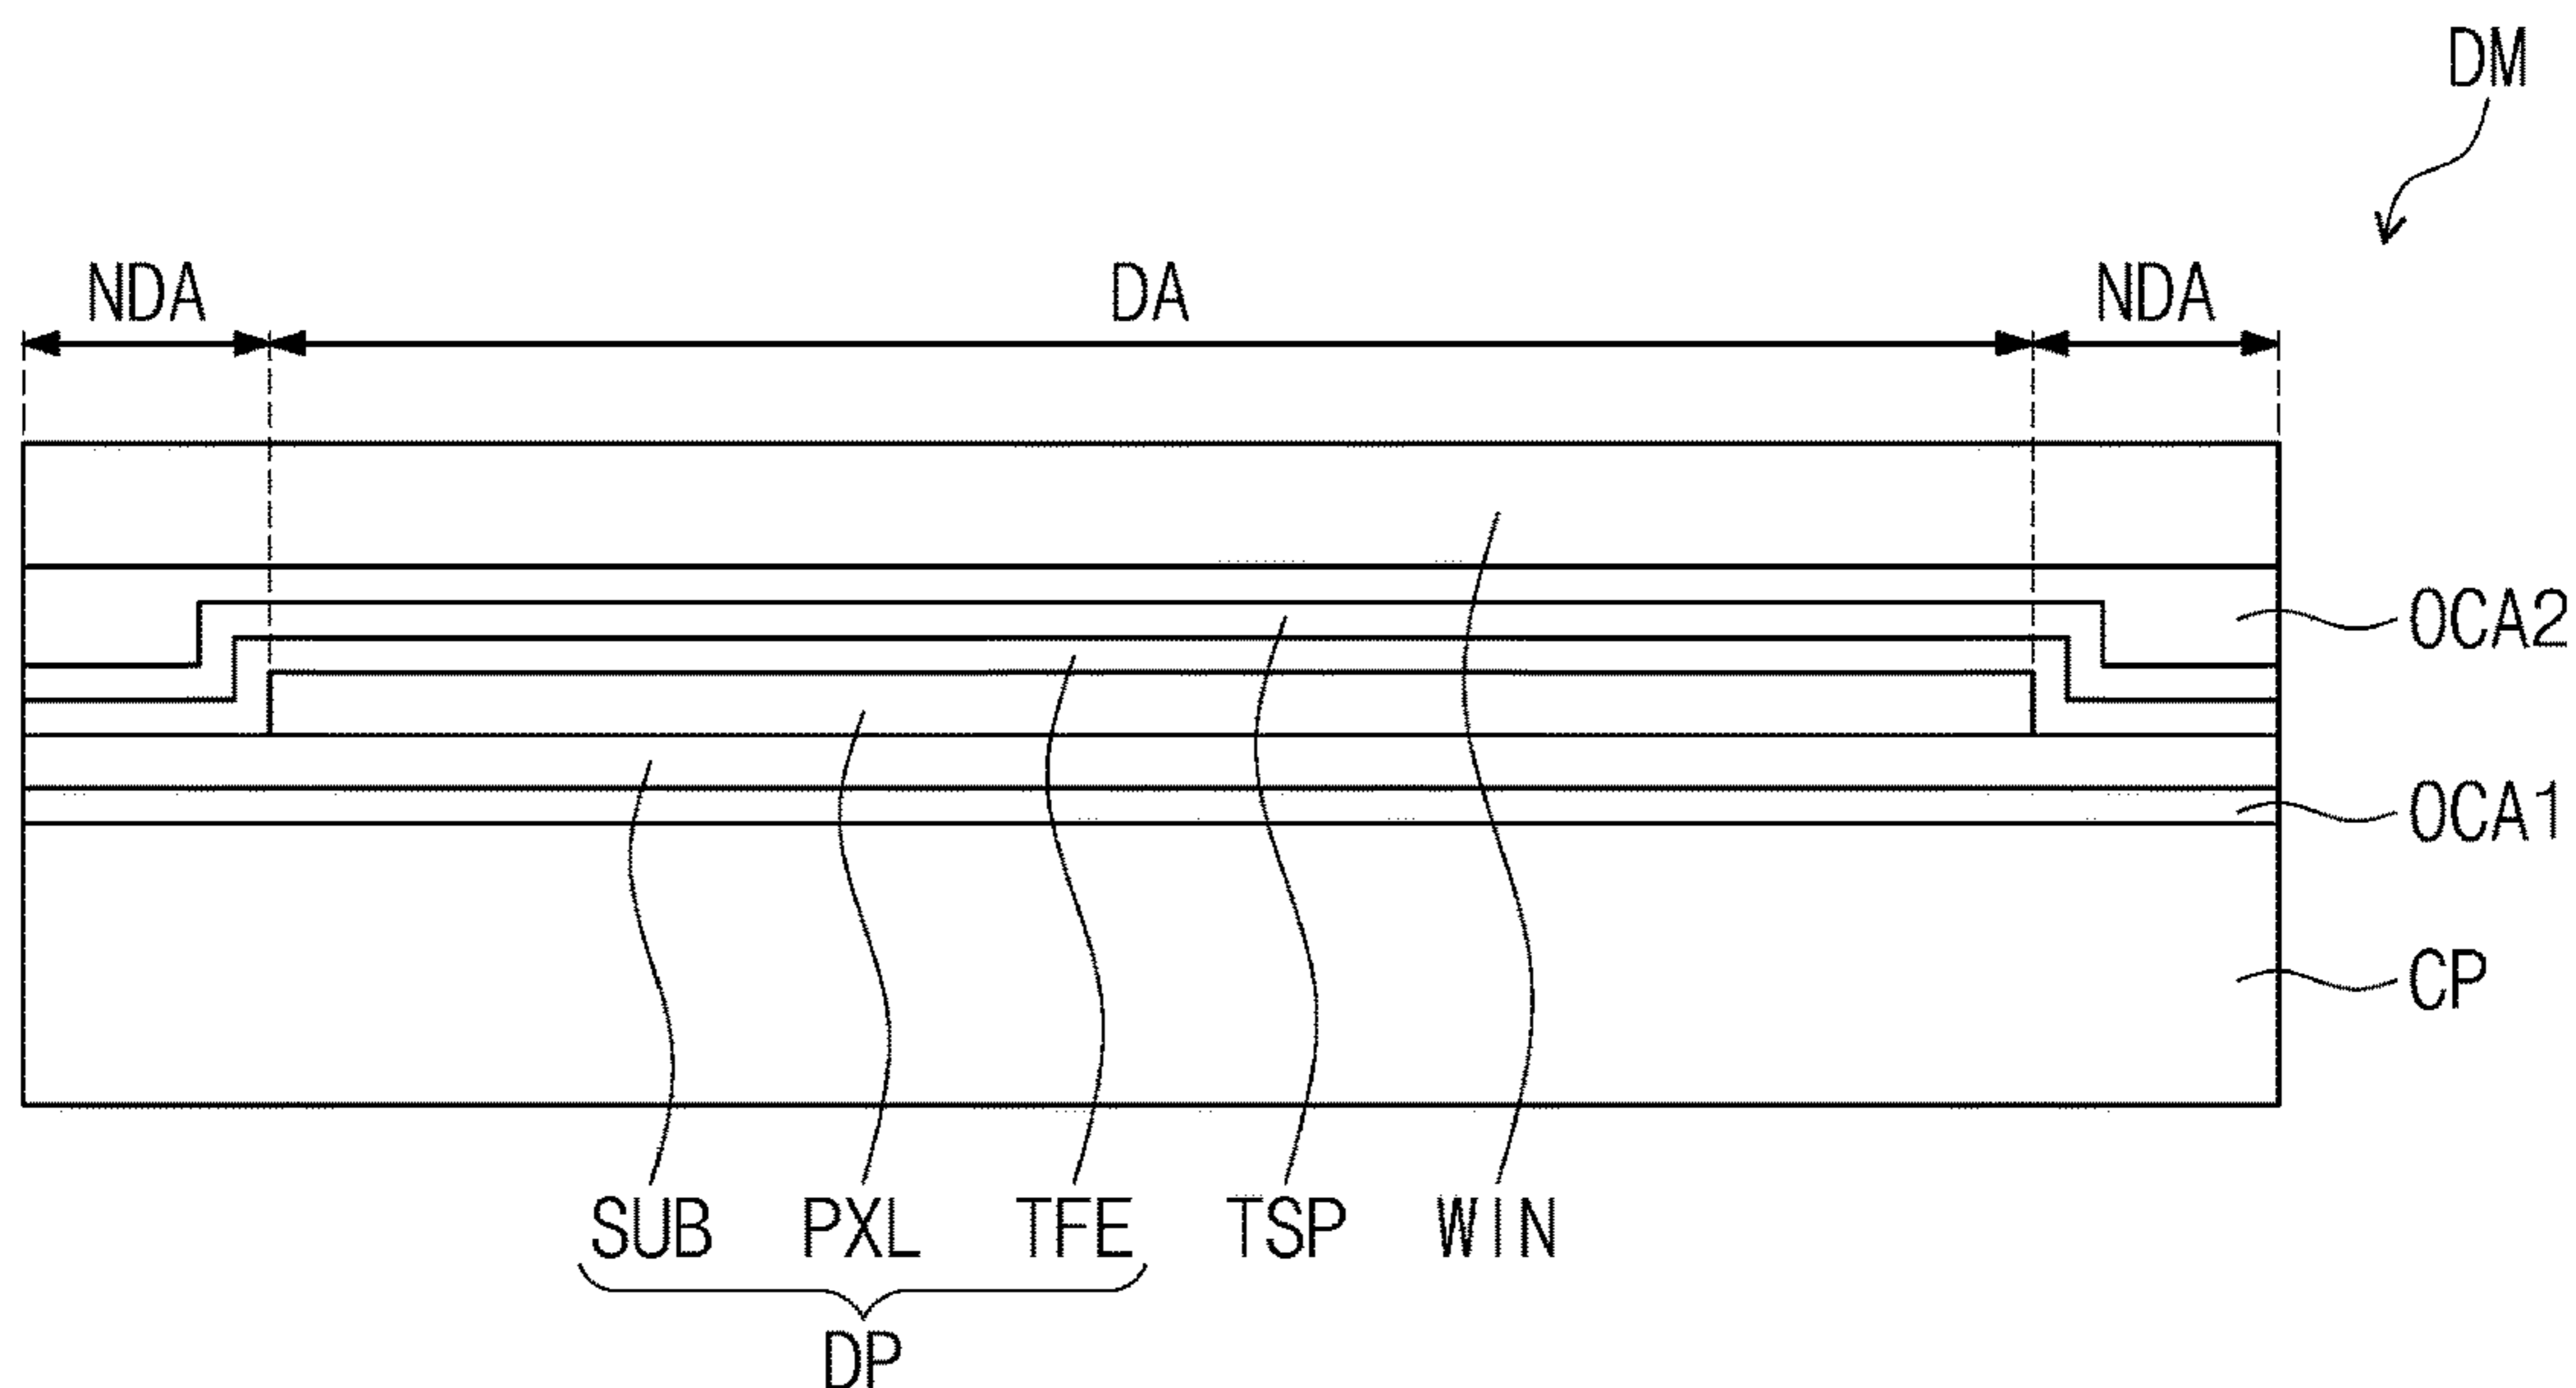 DM
NDA DA NDA
OCA2
OCA1
CP
SUB PXL TFE TSP WIN
DP